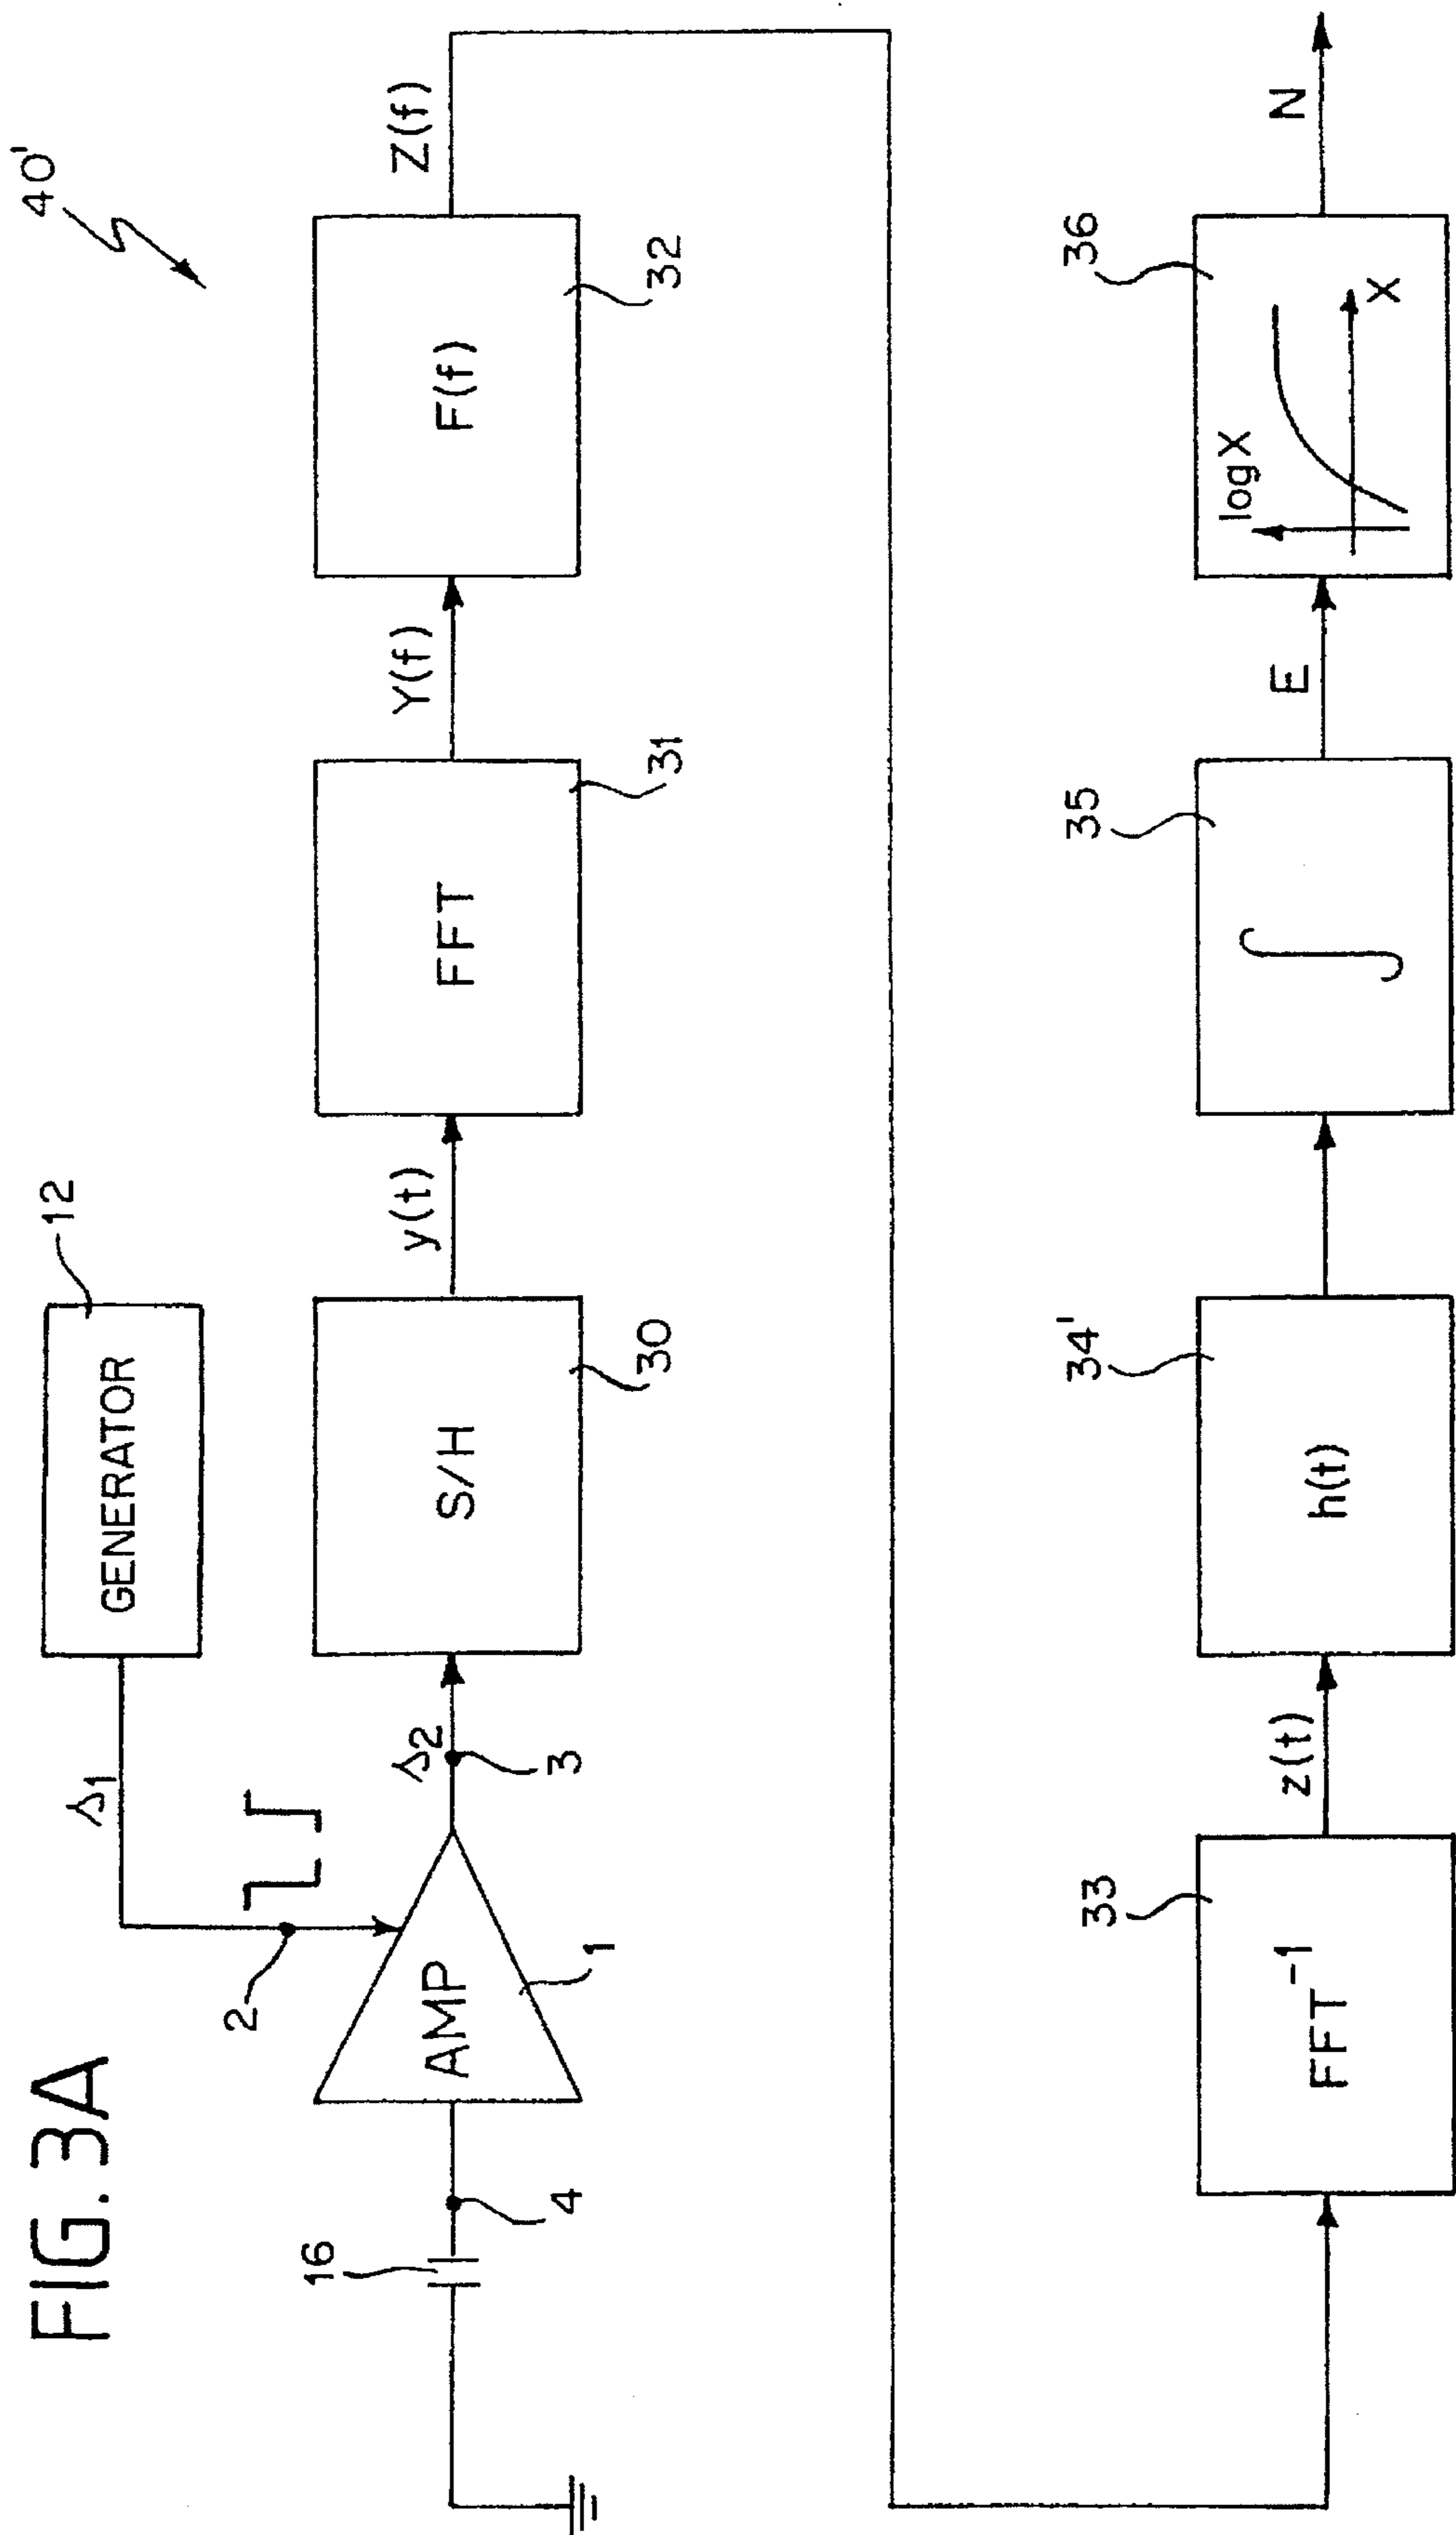 FIG. 3A
40'
GENERATOR
12
s1
2
16
4
AMP
1
s2
3
S/H
30
y(t)
FFT
31
Y(f)
F(f)
32
Z(f)
FFT-1
33
z(t)
h(t)
34'
∫
35
E
log X
X
36
N